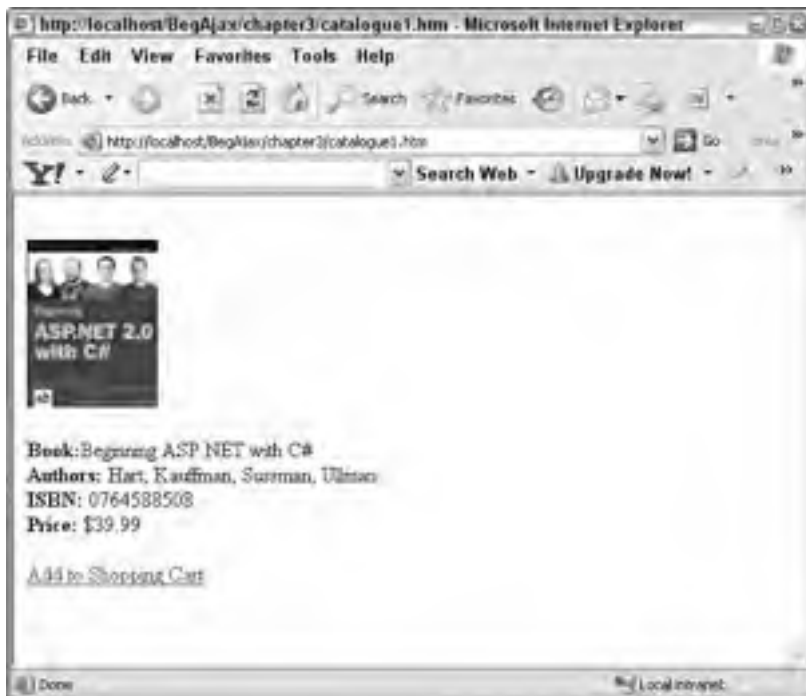 http://localhost/BegAjax/chapter3/catalogue1.htm - Microsoft Internet Explorer
File Edit View Favorites Tools Help
Back Search Favorites
Address http://localhost/BegAjax/chapter3/catalogue1.htm Go
Y! Search Web Upgrade Now!
Beginning
ASP.NET 2.0
with C#
Book:Beginning ASP.NET with C#
Authors: Hart, Kauffman, Sussman, Ullman
ISBN: 0764588508
Price: $39.99
Add to Shopping Cart
Done Local intranet